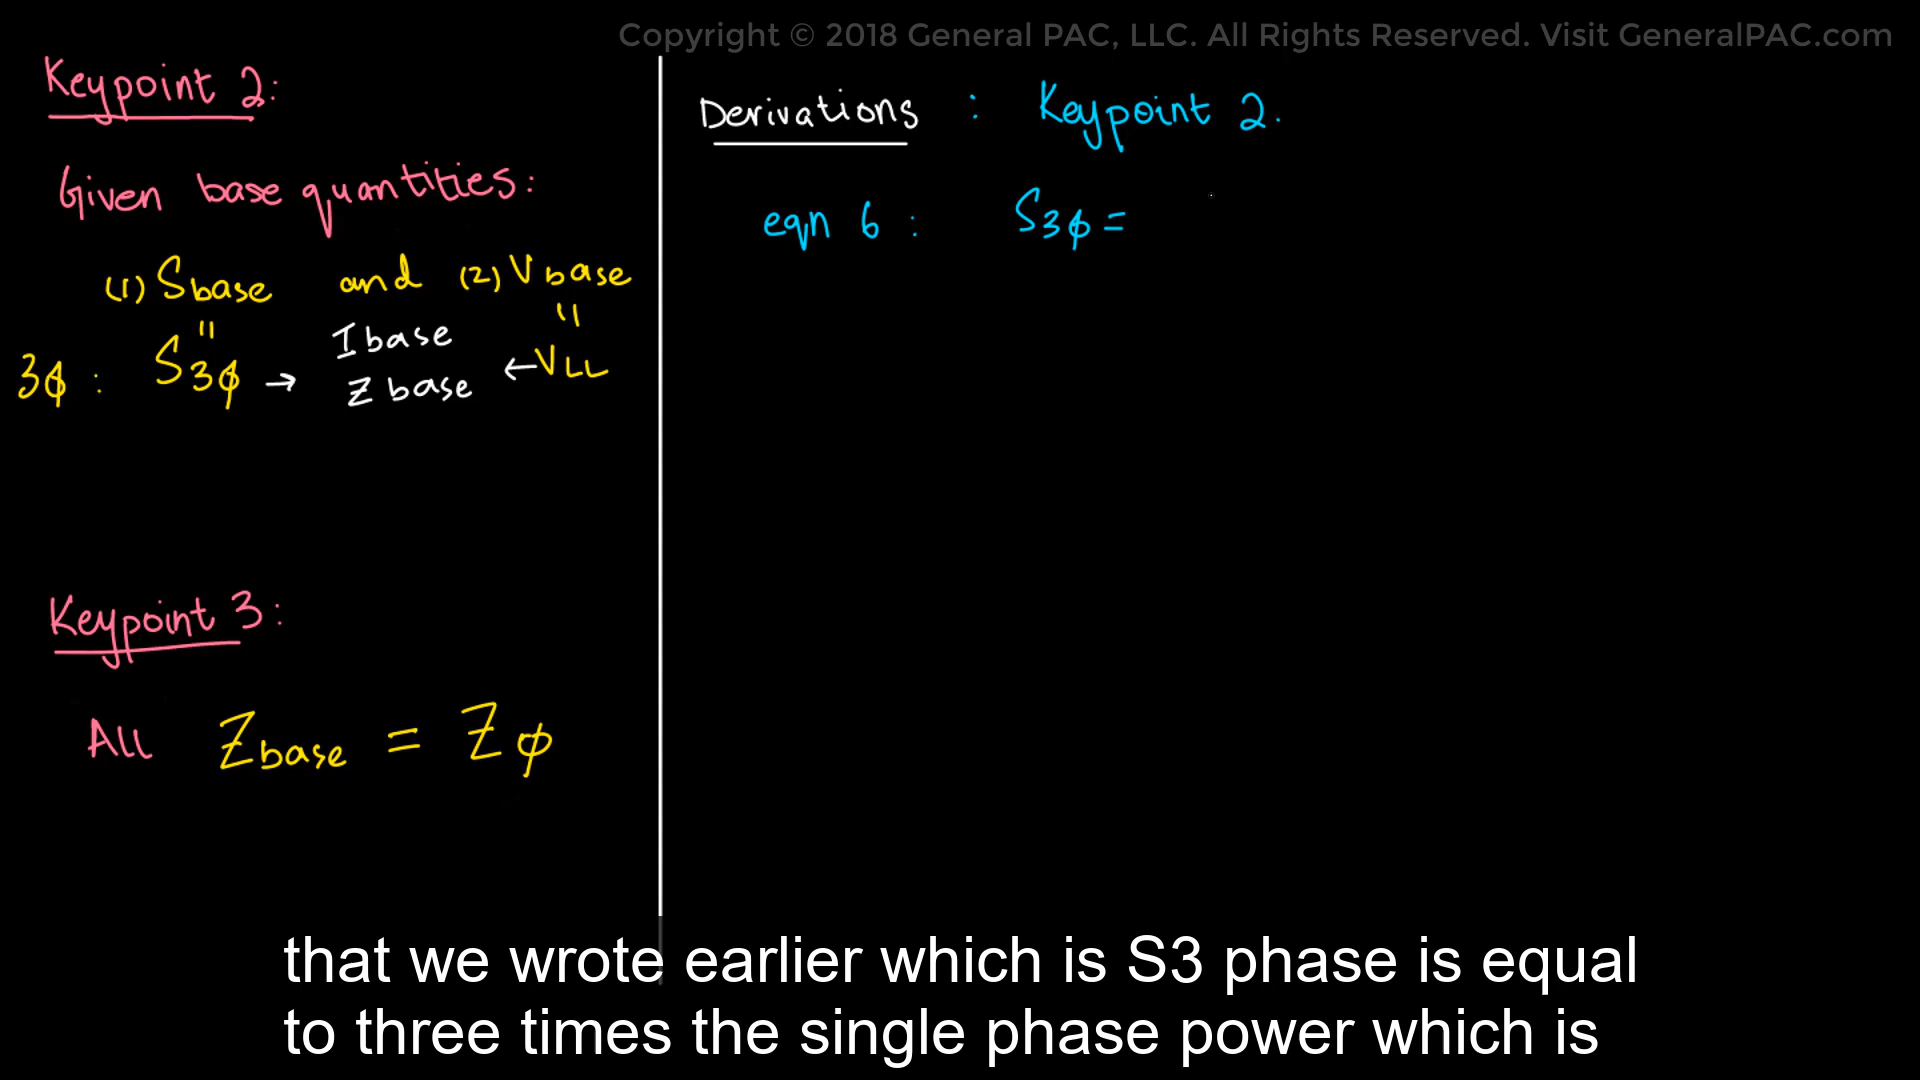 Copyright © 2018 General PAC, LLC. All Rights Reserved. Visit GeneralPAC.com
Keypoint 2:
Given base quantities:
(1) Sbase and (2) Vbase
" Ibase "
3ϕ: S3ϕ → Zbase ← VLL
Keypoint 3:
All Zbase = Zϕ
Derivations : Keypoint 2.
eqn 6 : S3ϕ =
that we wrote earlier which is S3 phase is equal
to three times the single phase power which is